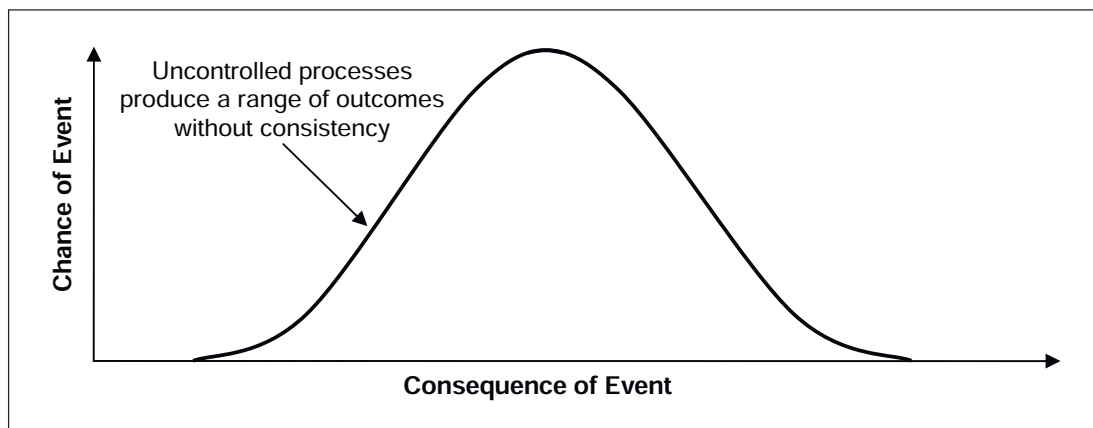 Uncontrolled processes
produce a range of outcomes
without consistency
Chance of Event
Consequence of Event